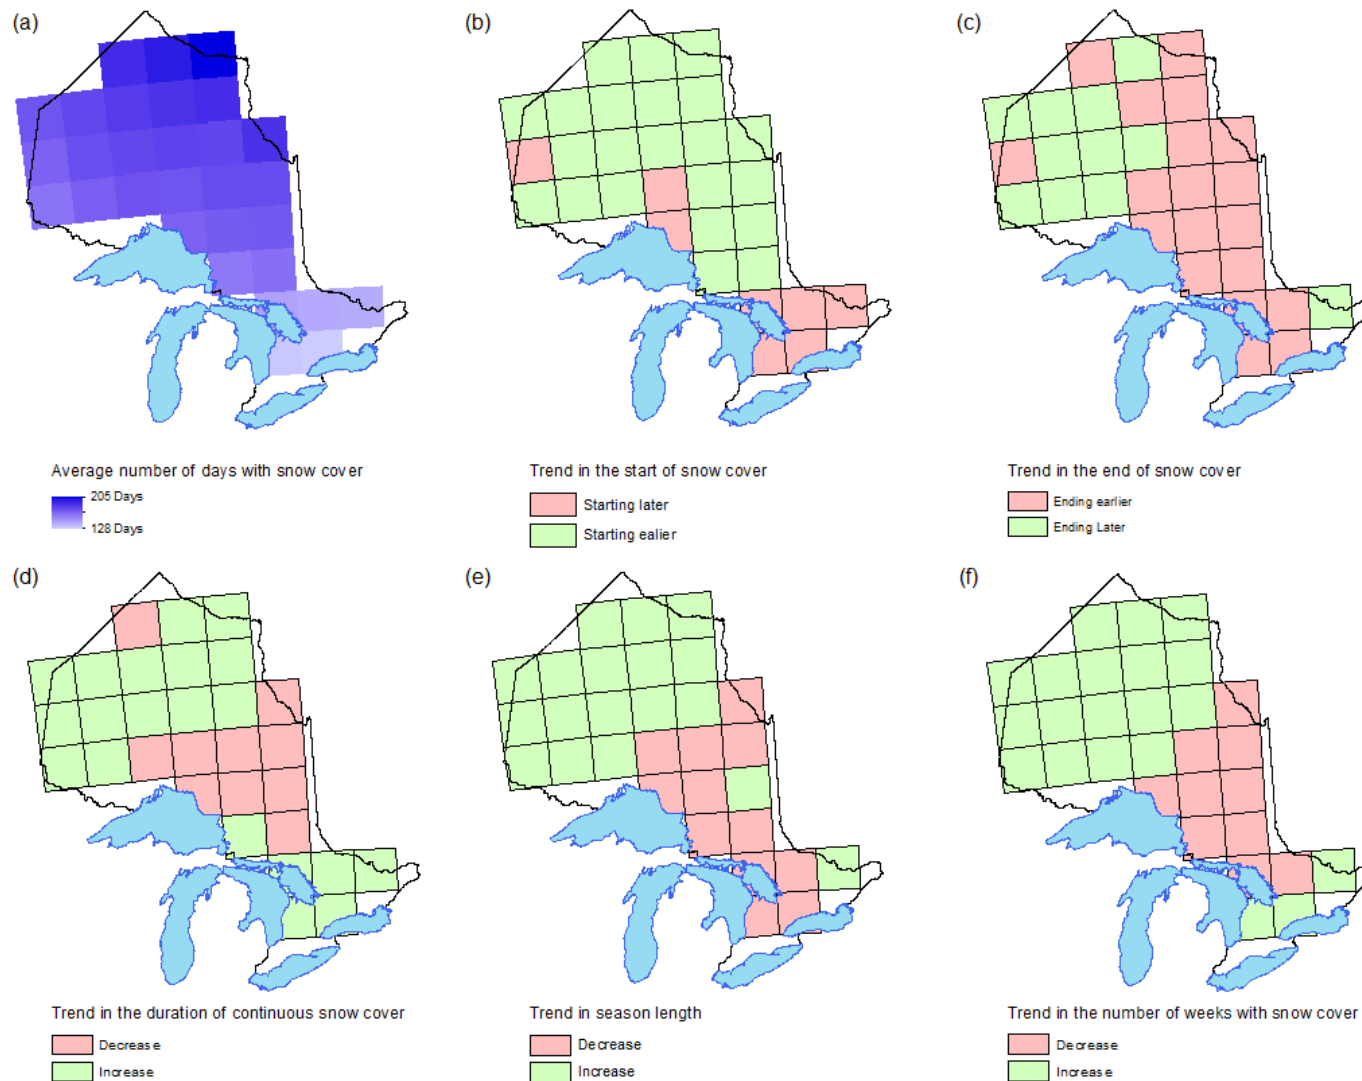 (a)
(b)
(c)
Average number of days with snow cover
205 Days
128 Days
Trend in the start of snow cover
Starting later
Starting ealier
Trend in the end of snow cover
Ending earlier
Ending Later
(d)
(e)
(f)
Trend in the duration of continuous snow cover
Decrease
Increase
Trend in season length
Decrease
Increase
Trend in the number of weeks with snow cover
Decrease
Increase